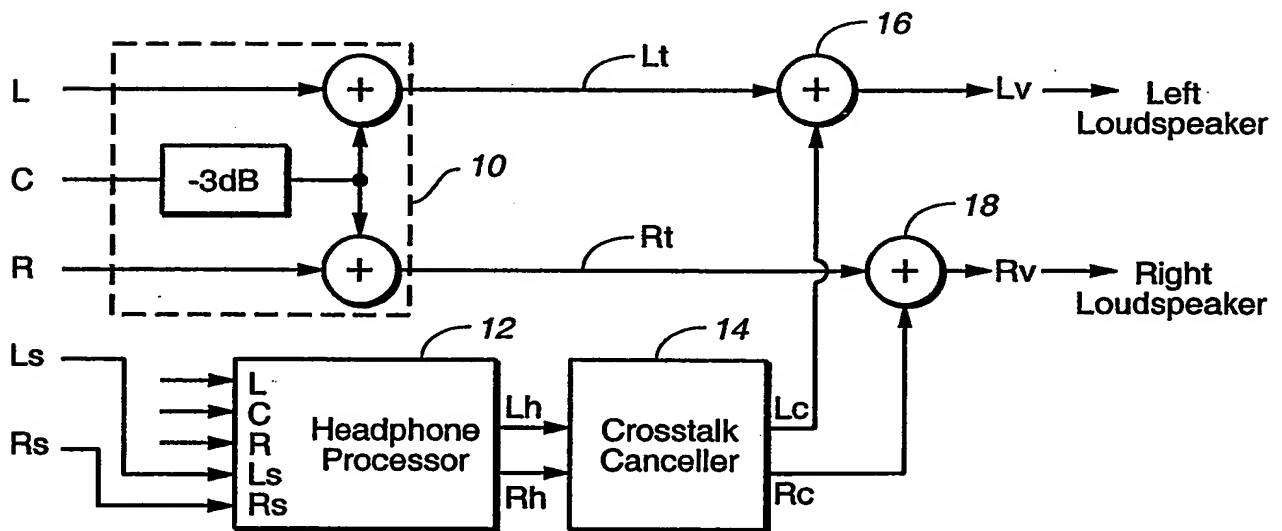 16
Lt
L
+
+
Lv
Left
Loudspeaker
C
-3dB
10
18
Rt
R
+
+
Rv
Right
Loudspeaker
12
14
Ls
L
C
R
Ls
Rs
Rs
Headphone
Processor
Lh
Rh
Crosstalk
Canceller
Lc
Rc